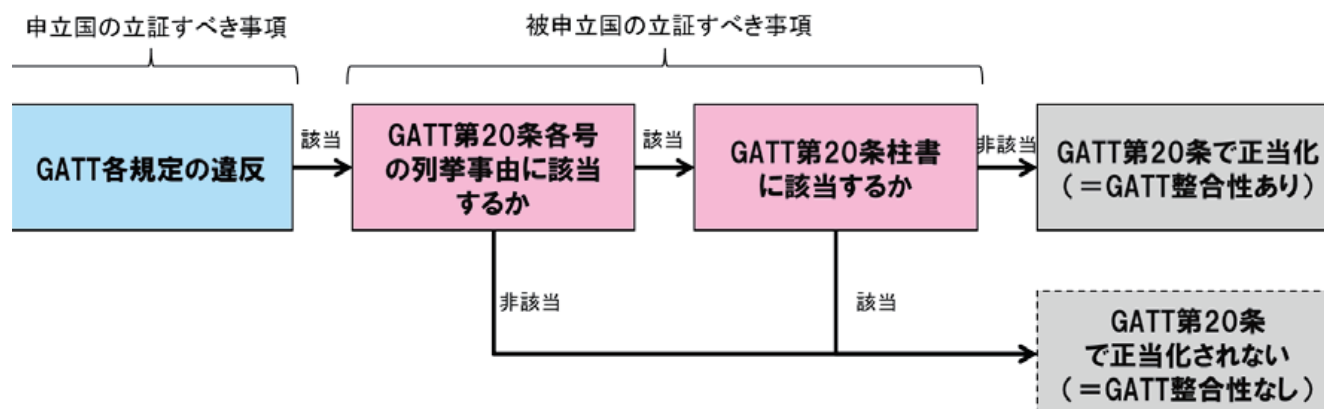 申立国の立証すべき事項
被申立国の立証すべき事項
GATT各規定の違反
該当
GATT第20条各号
の列挙事由に該当
するか
該当
GATT第20条柱書
に該当するか
非該当
GATT第20条で正当化
（＝GATT整合性あり）
非該当
該当
GATT第20条
で正当化されない
（＝GATT整合性なし）